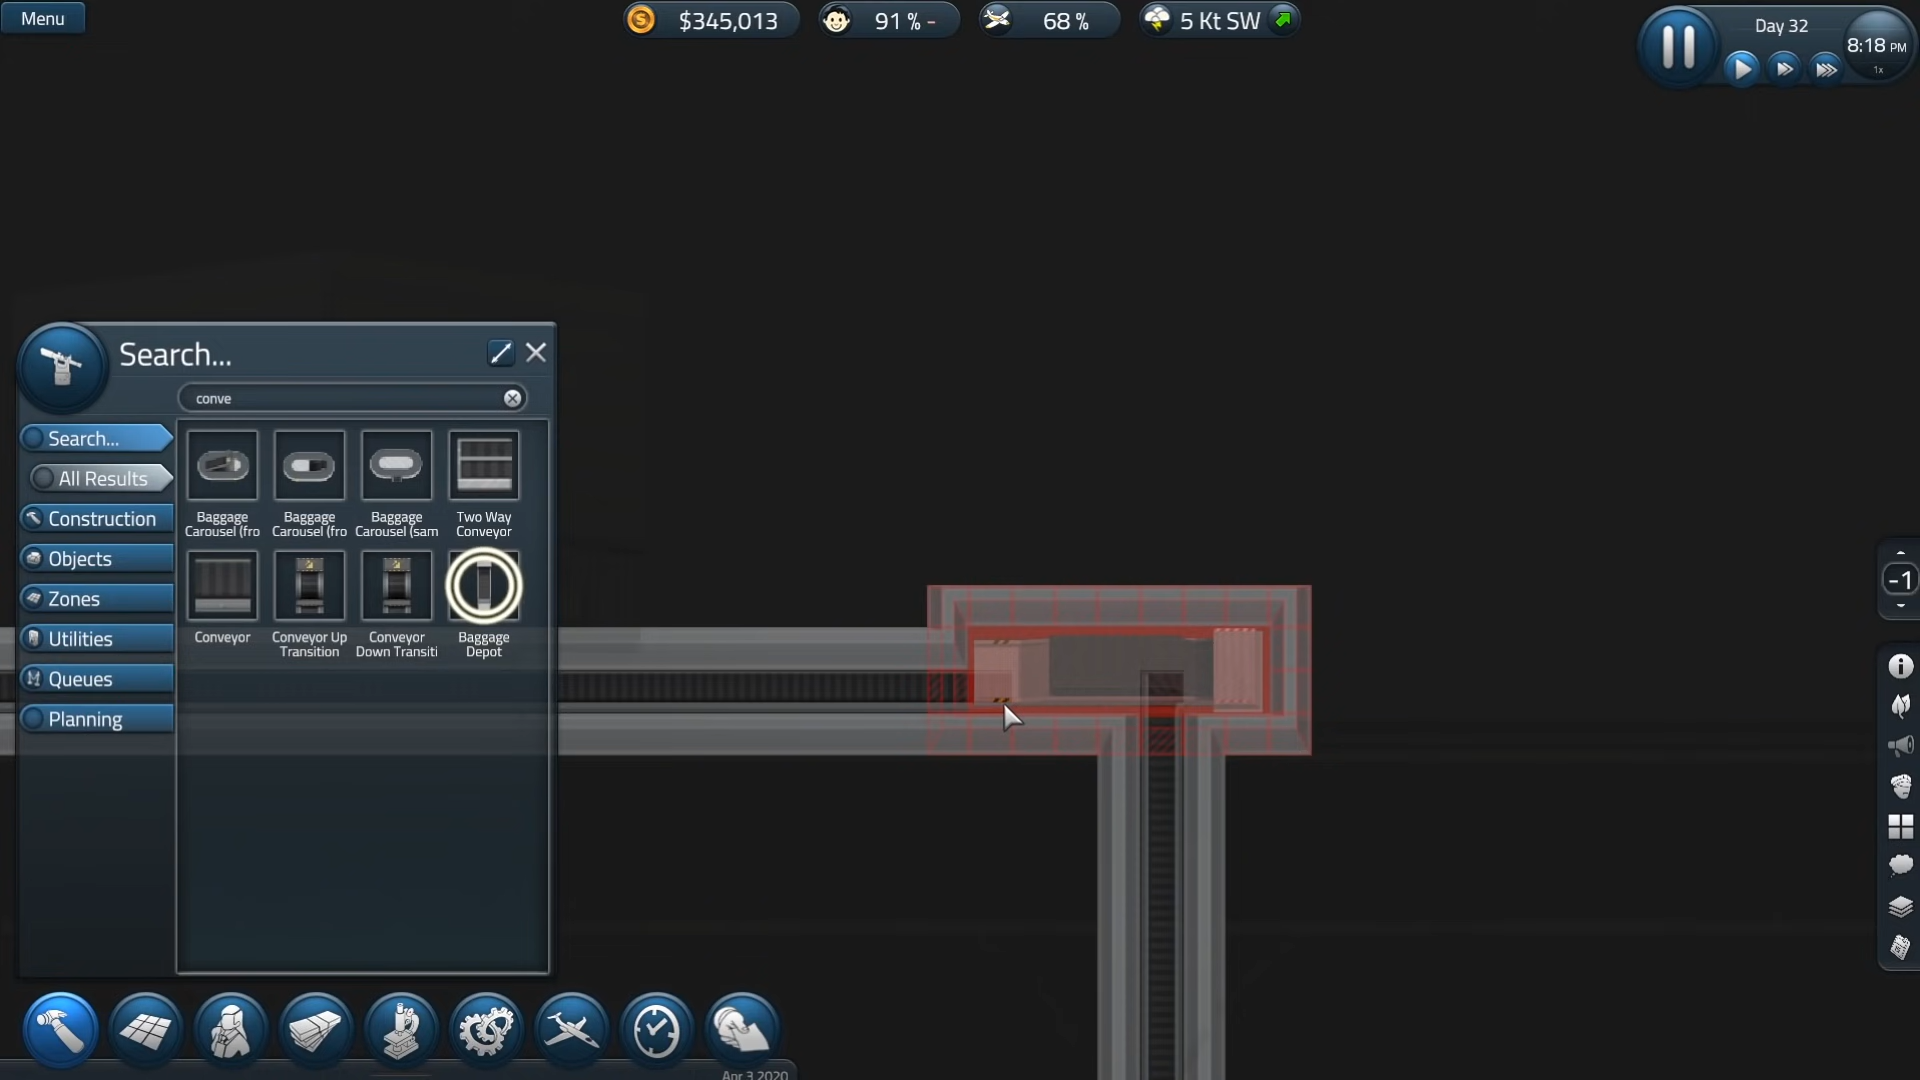 Menu
$345,013
91 % -
68 %
5 Kt SW
Day 32
8:18 PM
1x
Search...
conve
Search...
All Results
Construction
Objects
Zones
Utilities
Queues
Planning
Baggage
Carousel (fro
Baggage
Carousel (fro
Baggage
Carousel (sam
Two Way
Conveyor
Conveyor
Conveyor Up
Transition
Conveyor
Down Transiti
Baggage
Depot
-1
Apr 3 2020